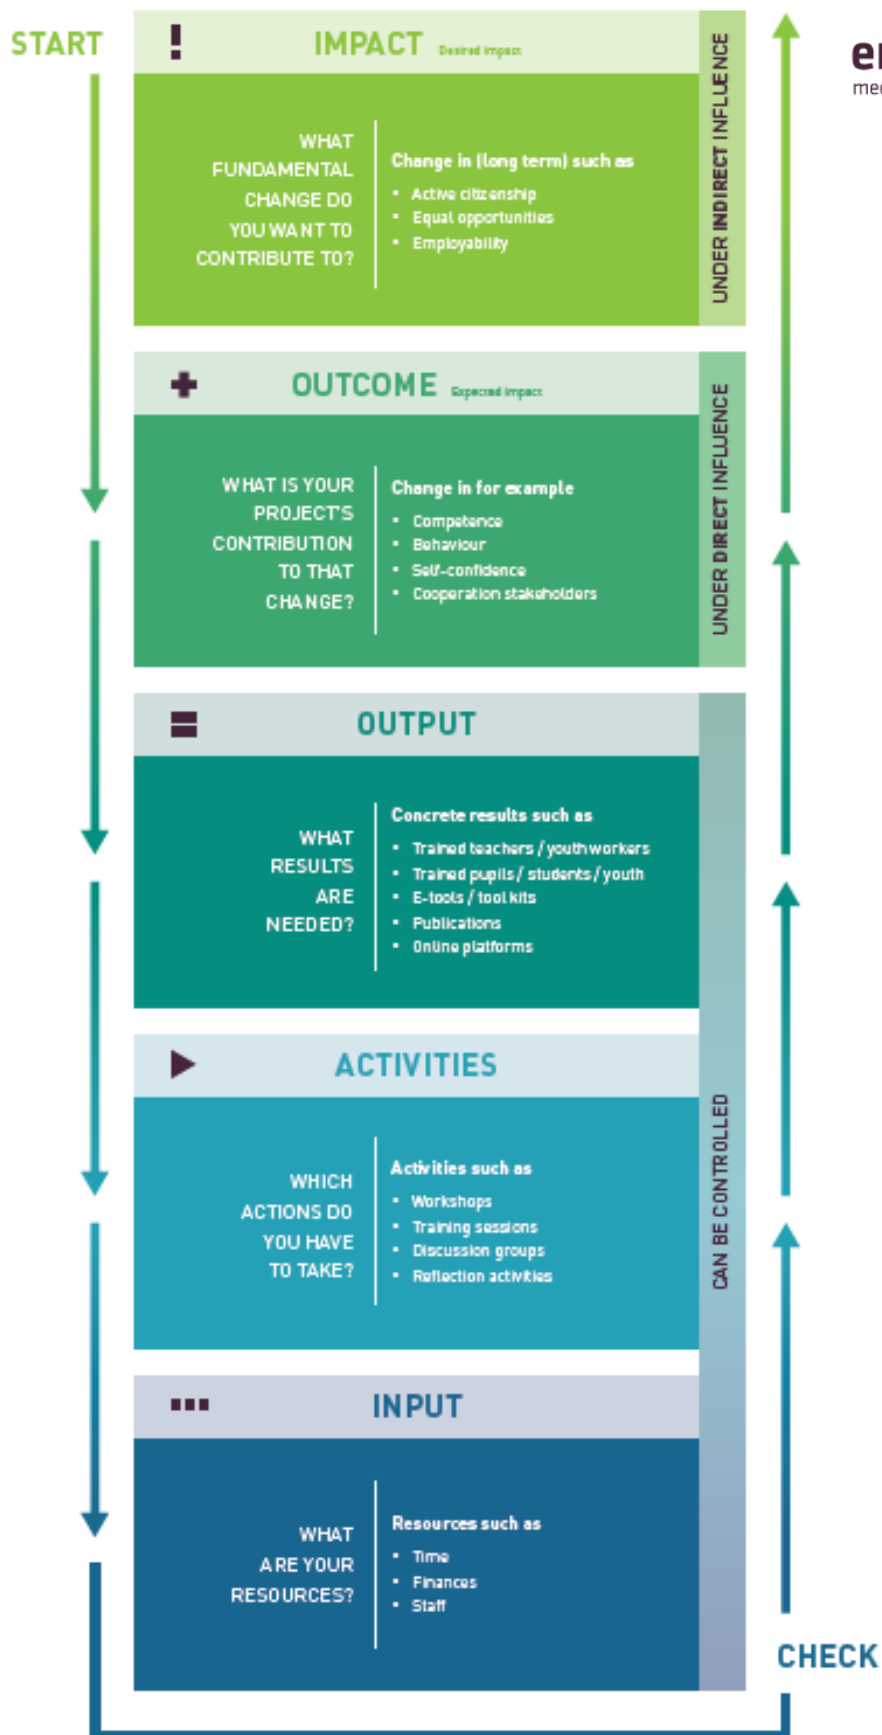 START
! IMPACT Desired impact
WHAT
FUNDAMENTAL
CHANGE DO
YOU WANT TO
CONTRIBUTE TO?
Change in (long term) such as
• Active citizenship
• Equal opportunities
• Employability
UNDER INDIRECT INFLUENCE
OUTCOME Expected impact
WHAT IS YOUR
PROJECT'S
CONTRIBUTION
TO THAT
CHANGE?
Change in for example
• Competence
• Behaviour
• Self-confidence
• Cooperation stakeholders
UNDER DIRECT INFLUENCE
OUTPUT
WHAT
RESULTS
ARE
NEEDED?
Concrete results such as
• Trained teachers / youth workers
• Trained pupils / students / youth
• E-tools / tool kits
• Publications
• Online platforms
ACTIVITIES
WHICH
ACTIONS DO
YOU HAVE
TO TAKE?
Activities such as
• Workshops
• Training sessions
• Discussion groups
• Reflection activities
CAN BE CONTROLLED
INPUT
WHAT
ARE YOUR
RESOURCES?
Resources such as
• Time
• Finances
• Staff
CHECK